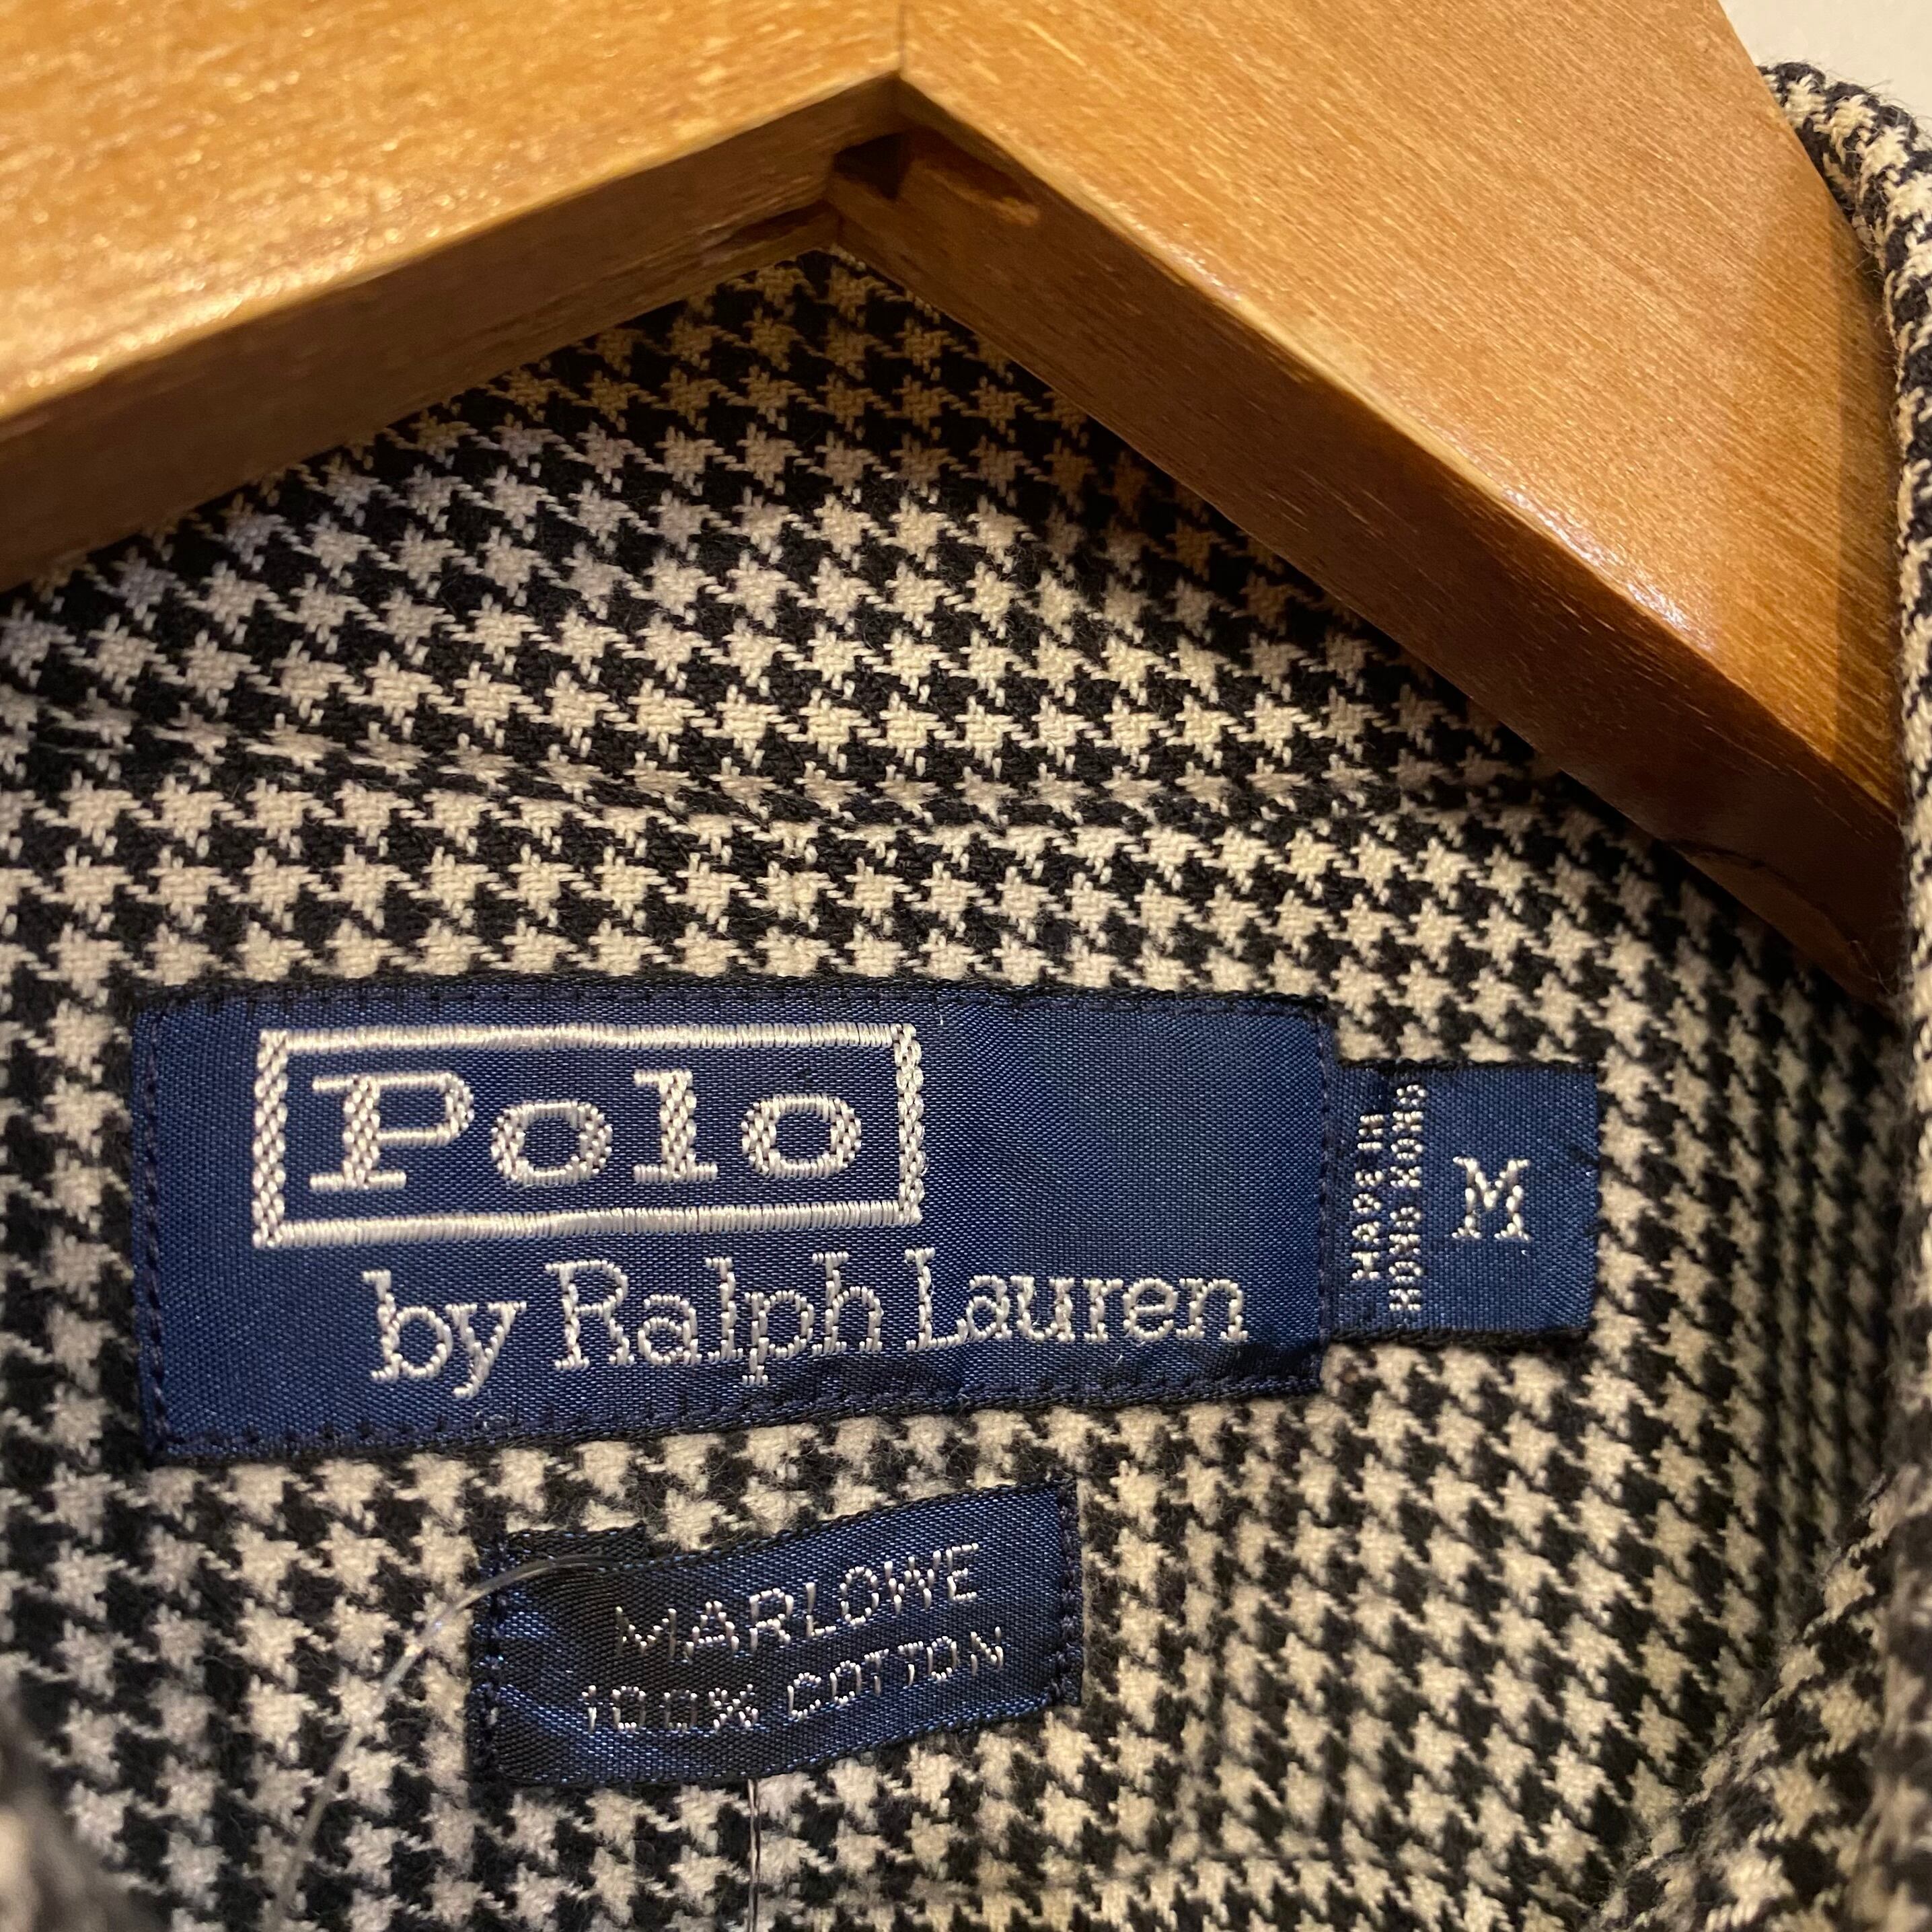 Polo
by Ralph Lauren
MADE IN
HONG KONG
M
MARLOWE
100% COTTON